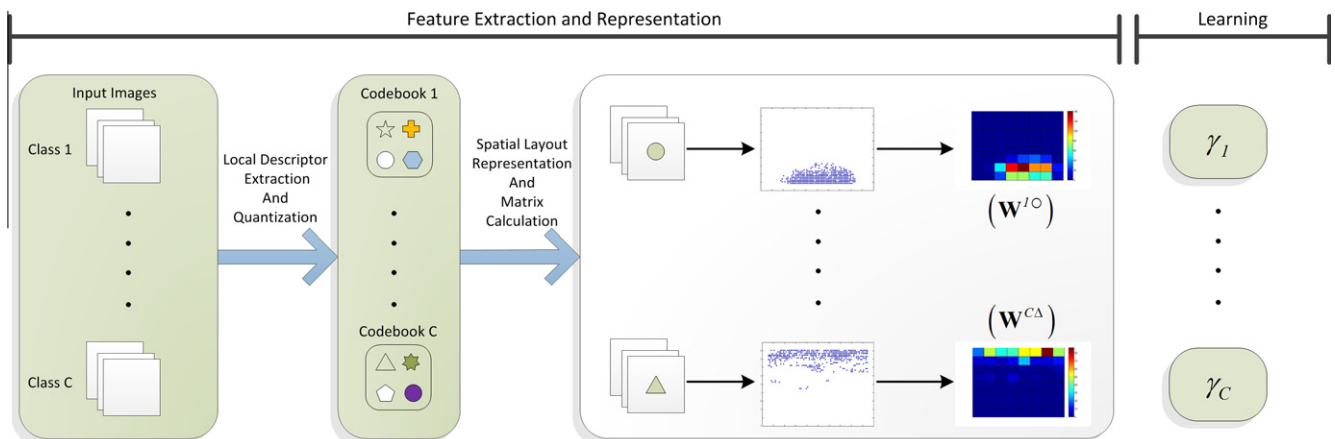 Feature Extraction and Representation
Learning
Input Images
Class 1
Class C
Local Descriptor
Extraction
And
Quantization
Codebook 1
Codebook C
Spatial Layout
Representation
And
Matrix
Calculation
(W^{1○})
(W^{CΔ})
γ_1
γ_C